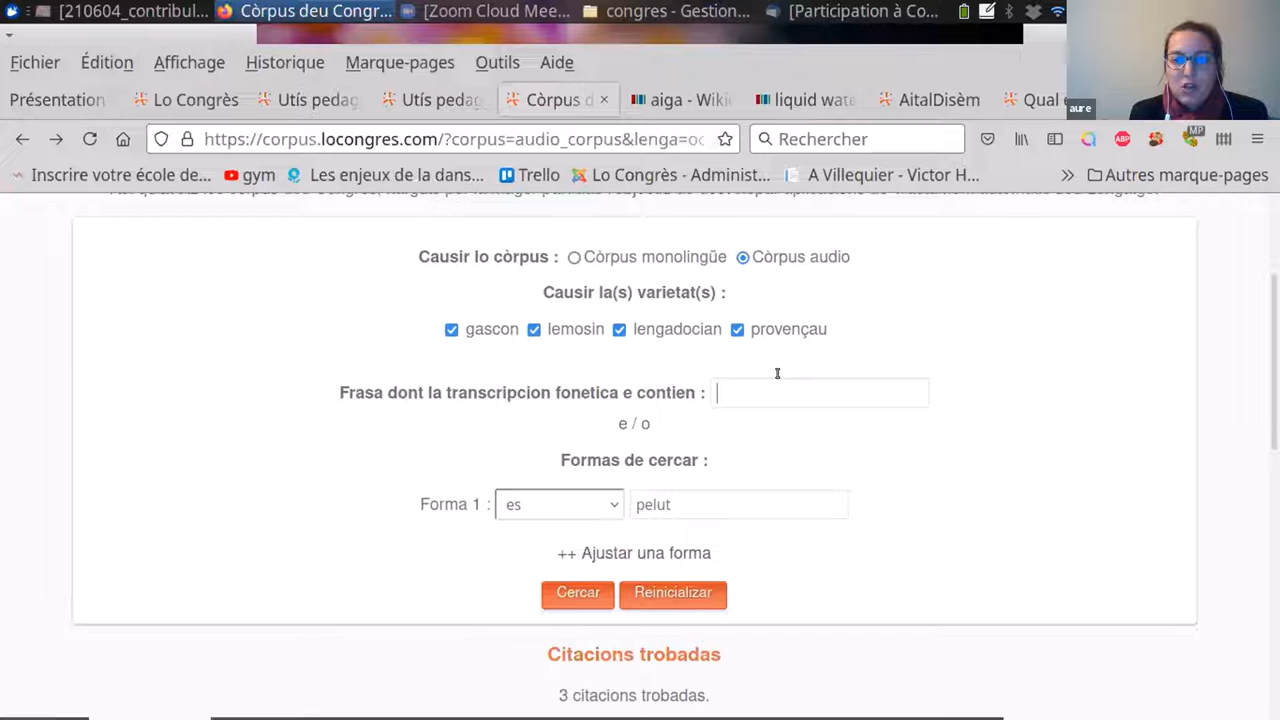 [210604_contribul... Còrpus deu Congr... [Zoom Cloud Mee... congres - Gestion... [Participation à Co...
Fichier Édition Affichage Historique Marque-pages Outils Aide
Présentation Lo Congrès Utís pedag Utís pedag Còrpus d × aiga - Wiki liquid wate AitalDisèm Qual
aure
https://corpus.locongres.com/?corpus=audio_corpus&lenga=oc Rechercher ABP MP
Inscrire votre école de... gym Les enjeux de la dans... Trello Lo Congrès - Administ... A Villequier - Victor H... Autres marque-pages
Causir lo còrpus : Còrpus monolingüe Còrpus audio
Causir la(s) varietat(s) :
gascon lemosin lengadocian provençau
Frasa dont la transcripcion fonetica e contien :
e / o
Formas de cercar :
Forma 1 : es pelut
++ Ajustar una forma
Cercar Reinicializar
Citacions trobadas
3 citacions trobadas.